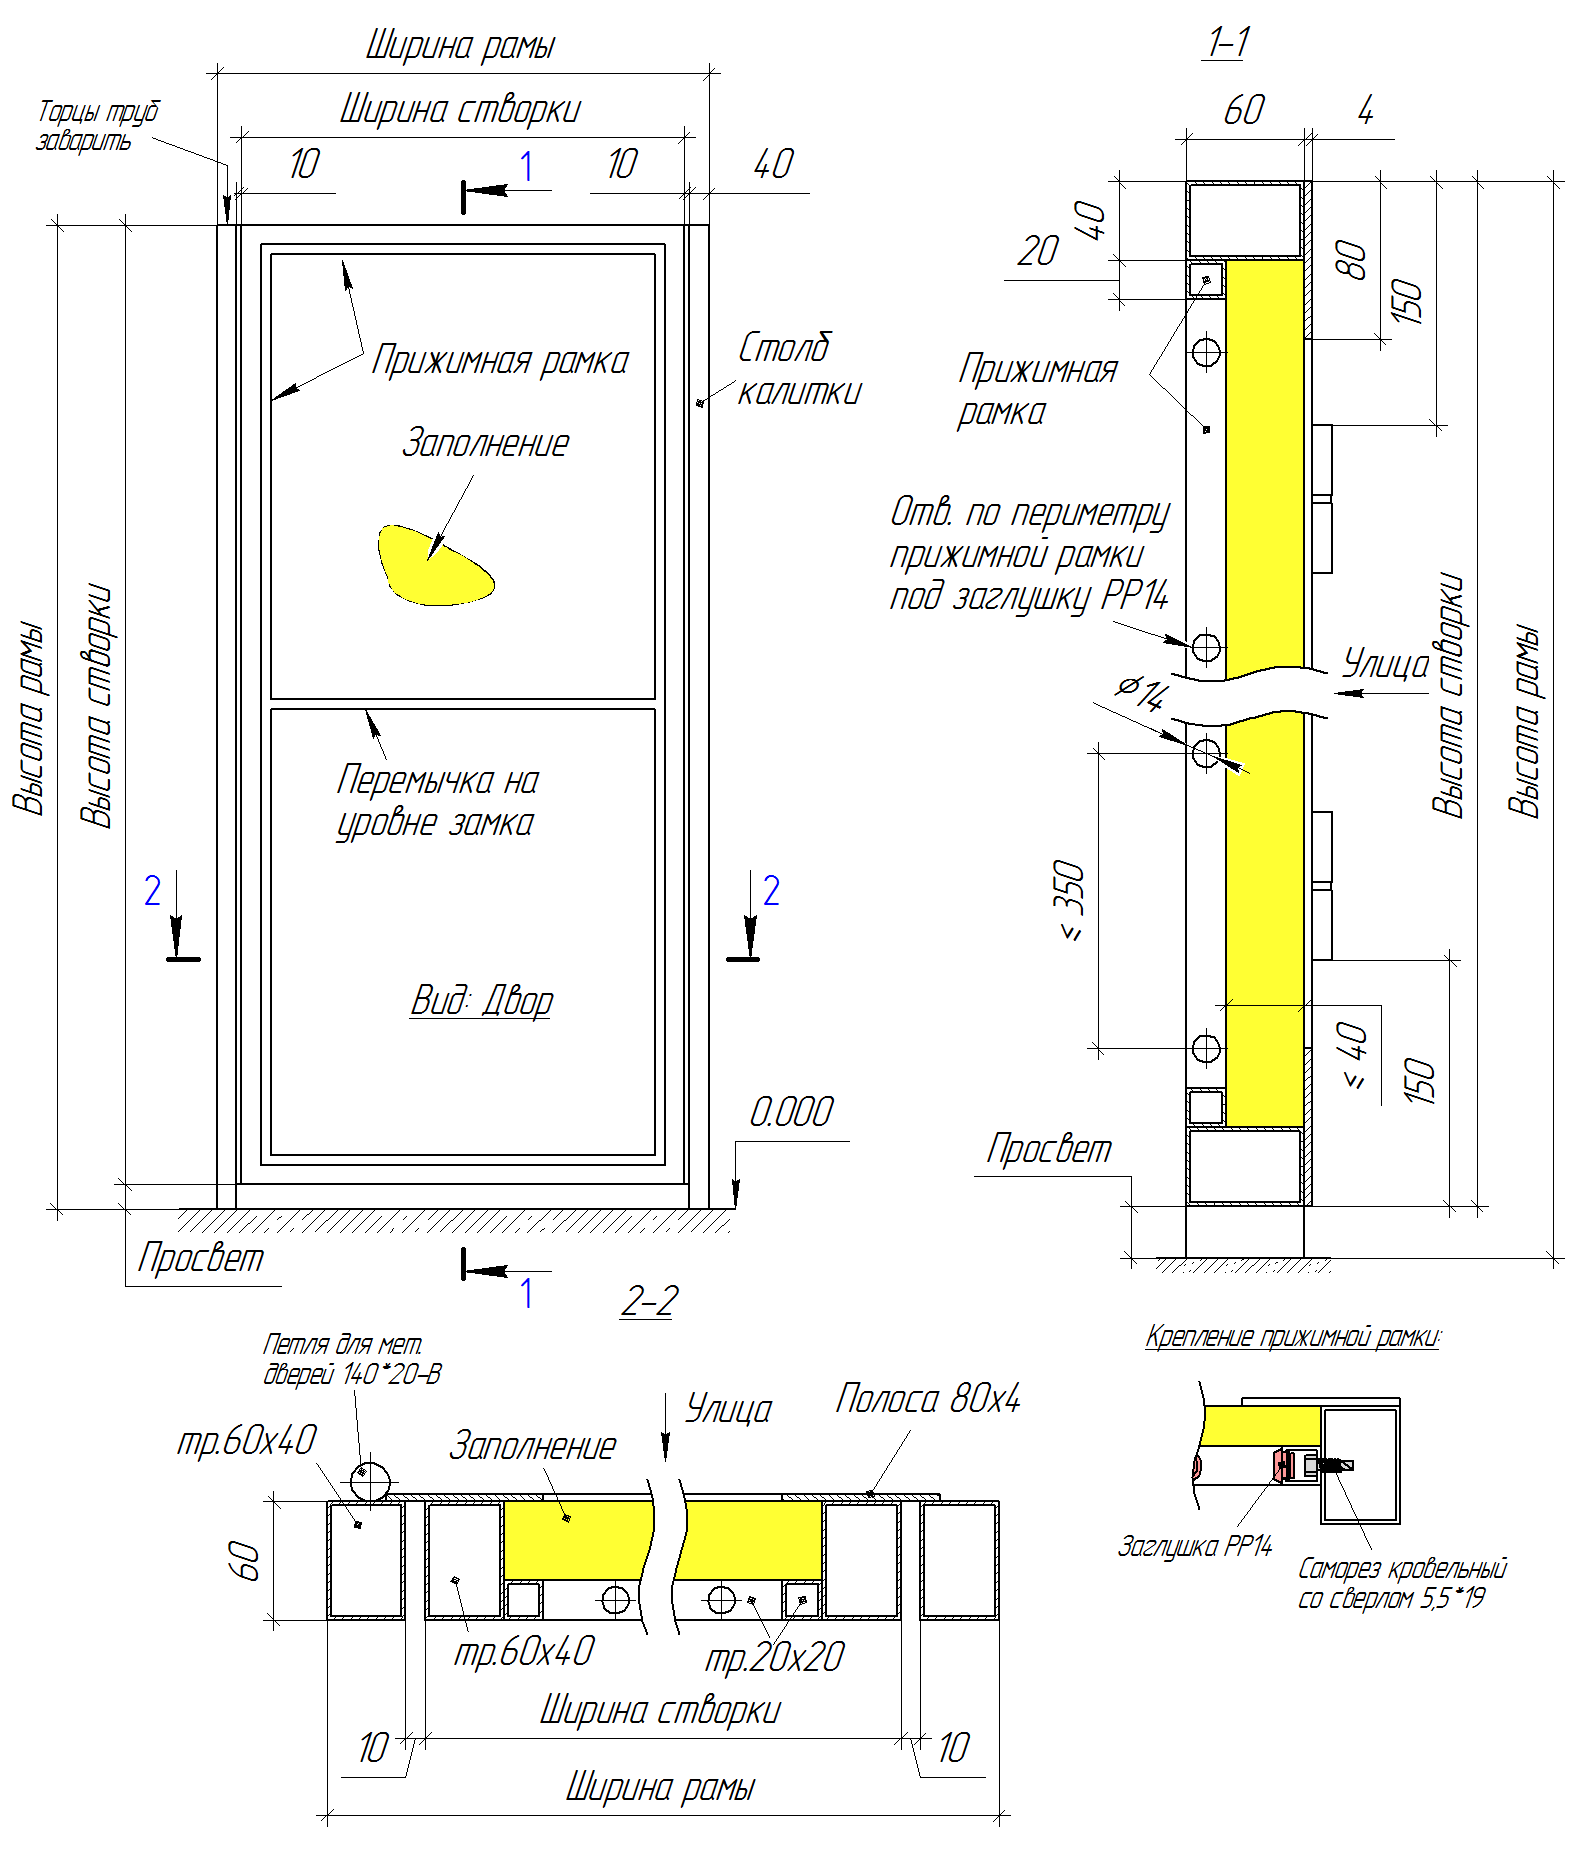 Ширина рамы
Ширина створки
Торцы труб
заварить
10
10
40
1
Прижимная рамка
Столб
калитки
Заполнение
Высота рамы
Высота створки
Перемычка на
уровне замка
2
2
Вид: Двор
0.000
Просвет
1
1-1
60
4
40
20
80
150
Прижимная
рамка
Отв. по периметру
прижимной рамки
под заглушку РР14
⌀14
Улица
Высота створки
Высота рамы
≤ 350
≤ 40
150
Просвет
2-2
Петля для мет.
дверей 140*20-В
тр.60х40
Заполнение
Улица
Полоса 80х4
60
тр.60х40
тр.20х20
Ширина створки
10
10
Ширина рамы
Крепление прижимной рамки:
Заглушка РР14
Саморез кровельный
со сверлом 5,5*19